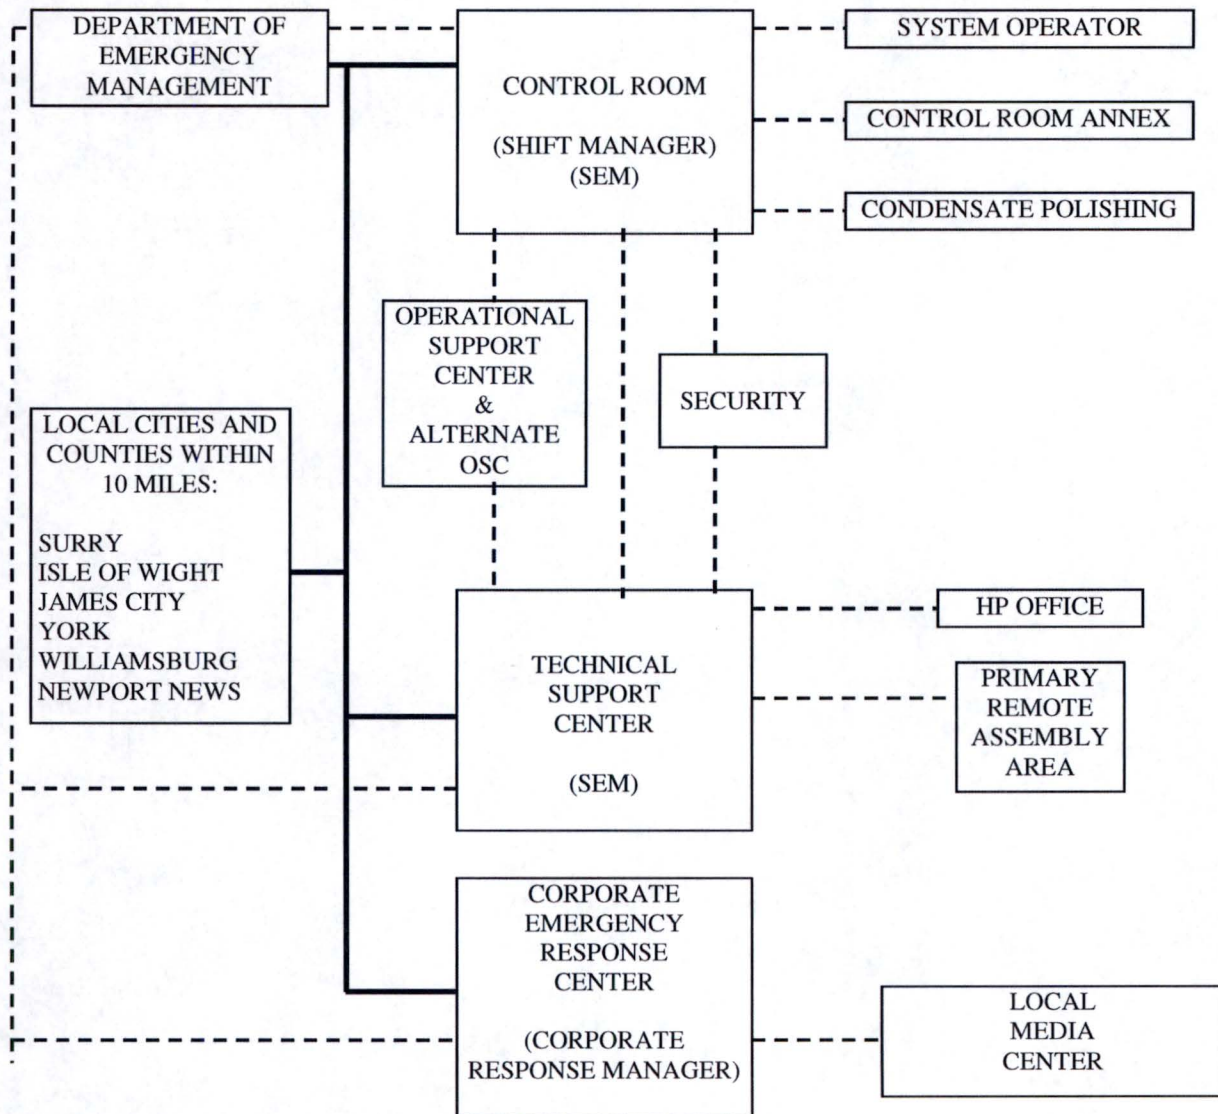 DEPARTMENT OF
EMERGENCY
MANAGEMENT
CONTROL ROOM
(SHIFT MANAGER)
(SEM)
SYSTEM OPERATOR
CONTROL ROOM ANNEX
CONDENSATE POLISHING
OPERATIONAL
SUPPORT
CENTER
&
ALTERNATE
OSC
SECURITY
LOCAL CITIES AND
COUNTIES WITHIN
10 MILES:
SURRY
ISLE OF WIGHT
JAMES CITY
YORK
WILLIAMSBURG
NEWPORT NEWS
TECHNICAL
SUPPORT
CENTER
(SEM)
HP OFFICE
PRIMARY
REMOTE
ASSEMBLY
AREA
CORPORATE
EMERGENCY
RESPONSE
CENTER
(CORPORATE
RESPONSE MANAGER)
LOCAL
MEDIA
CENTER